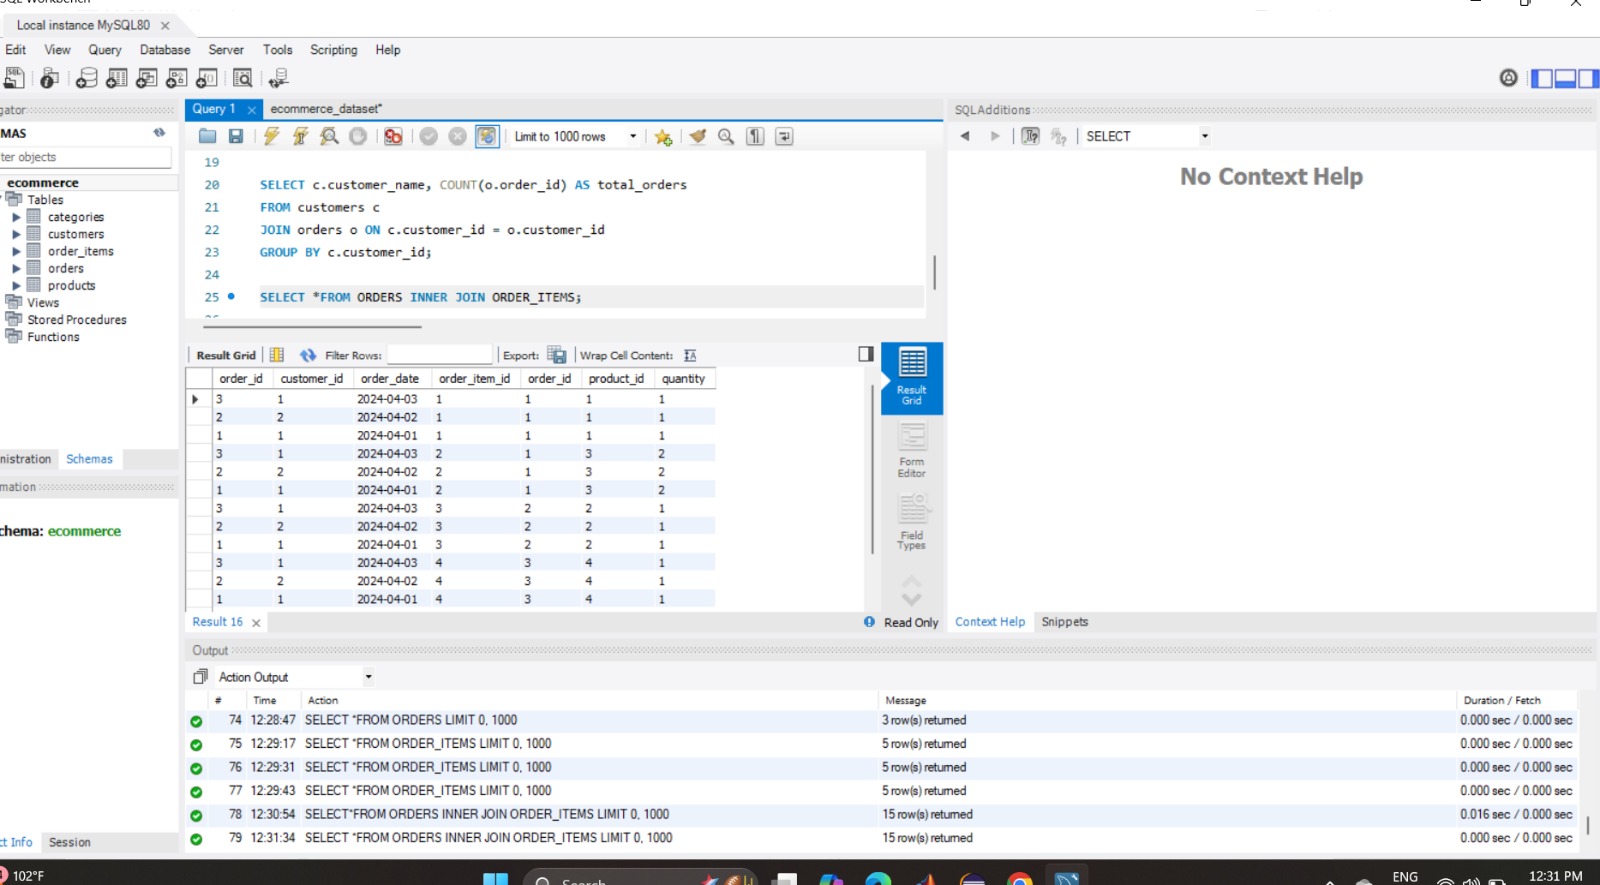 SQL Workbench
Local instance MySQL80
Edit View Query Database Server Tools Scripting Help
Query 1
ecommerce_dataset*
SQLAdditions
MAS
Limit to 1000 rows
SELECT
ter objects
No Context Help
ecommerce
Tables
categories
customers
order_items
orders
products
Views
Stored Procedures
Functions
nistration Schemas
mation
chema: ecommerce
ct Info Session
19
20 SELECT c.customer_name, COUNT(o.order_id) AS total_orders
21 FROM customers c
22 JOIN orders o ON c.customer_id = o.customer_id
23 GROUP BY c.customer_id;
24
25 SELECT *FROM ORDERS INNER JOIN ORDER_ITEMS;
Result Grid Filter Rows: Export: Wrap Cell Content:
order_id customer_id order_date order_item_id order_id product_id quantity
3 1 2024-04-03 1 1 1 1
2 2 2024-04-02 1 1 1 1
1 1 2024-04-01 1 1 1 1
3 1 2024-04-03 2 1 3 2
2 2 2024-04-02 2 1 3 2
1 1 2024-04-01 2 1 3 2
3 1 2024-04-03 3 2 2 1
2 2 2024-04-02 3 2 2 1
1 1 2024-04-01 3 2 2 1
3 1 2024-04-03 4 3 4 1
2 2 2024-04-02 4 3 4 1
1 1 2024-04-01 4 3 4 1
Result
Grid
Form
Editor
Field
Types
Result 16
Read Only
Context Help Snippets
Output
Action Output
# Time Action Message Duration / Fetch
74 12:28:47 SELECT *FROM ORDERS LIMIT 0, 1000 3 row(s) returned 0.000 sec / 0.000 sec
75 12:29:17 SELECT *FROM ORDER_ITEMS LIMIT 0, 1000 5 row(s) returned 0.000 sec / 0.000 sec
76 12:29:31 SELECT *FROM ORDER_ITEMS LIMIT 0, 1000 5 row(s) returned 0.000 sec / 0.000 sec
77 12:29:43 SELECT *FROM ORDER_ITEMS LIMIT 0, 1000 5 row(s) returned 0.000 sec / 0.000 sec
78 12:30:54 SELECT*FROM ORDERS INNER JOIN ORDER_ITEMS LIMIT 0, 1000 15 row(s) returned 0.016 sec / 0.000 sec
79 12:31:34 SELECT *FROM ORDERS INNER JOIN ORDER_ITEMS LIMIT 0, 1000 15 row(s) returned 0.000 sec / 0.000 sec
102°F
Search
ENG
12:31 PM